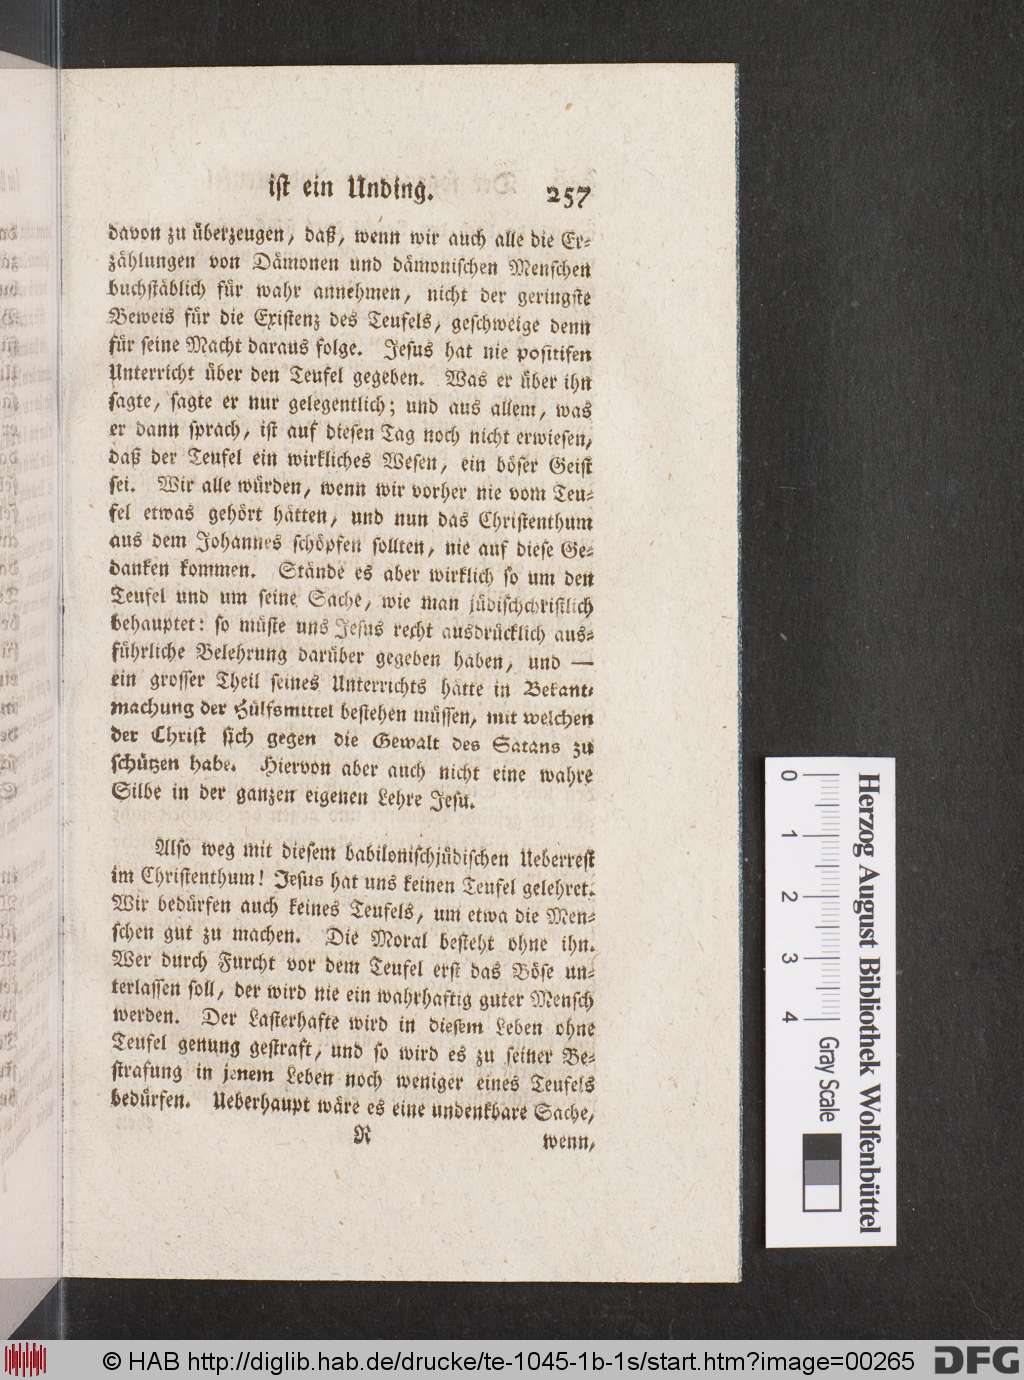 ist ein Unding. 257
davon zu überzeugen, daß, wenn wir auch alle die Er-
zählungen von Dämonen und dämonischen Menschen
buchstäblich für wahr annehmen, nicht der geringste
Beweis für die Existenz des Teufels, geschweige denn
für seine Macht daraus folge. Jesus hat nie positifen
Unterricht über den Teufel gegeben. Was er über ihn
sagte, sagte er nur gelegentlich; und aus allem, was
er dann sprach, ist auf diesen Tag noch nicht erwiesen,
daß der Teufel ein wirkliches Wesen, ein böser Geist
sei. Wir alle würden, wenn wir vorher nie vom Teu-
fel etwas gehört hätten, und nun das Christenthum
aus dem Johannes schöpfen sollten, nie auf diese Ge-
danken kommen. Stände es aber wirklich so um den
Teufel und um seine Sache, wie man jüdischchristlich
behauptet: so müste uns Jesus recht ausdrücklich aus-
führliche Belehrung darüber gegeben haben, und —
ein grosser Theil seines Unterrichts hätte in Bekant-
machung der Hülfsmittel bestehen müssen, mit welchen
der Christ sich gegen die Gewalt des Satans zu
schützen habe. Hiervon aber auch nicht eine wahre
Silbe in der ganzen eigenen Lehre Jesu.
Also weg mit diesem babilonischjüdischen Ueberrest
im Christenthum! Jesus hat uns keinen Teufel gelehret.
Wir bedürfen auch keines Teufels, um etwa die Men-
schen gut zu machen. Die Moral besteht ohne ihn.
Wer durch Furcht vor dem Teufel erst das Böse un-
terlassen soll, der wird nie ein wahrhaftig guter Mensch
werden. Der Lasterhafte wird in diesem Leben ohne
Teufel genung gestraft, und so wird es zu seiner Be-
strafung in jenem Leben noch weniger eines Teufels
bedürfen. Ueberhaupt wäre es eine undenkbare Sache,
R wenn,
0 1 2 3 4 Gray Scale
Herzog August Bibliothek Wolfenbüttel
© HAB http://diglib.hab.de/drucke/te-1045-1b-1s/start.htm?image=00265 DFG